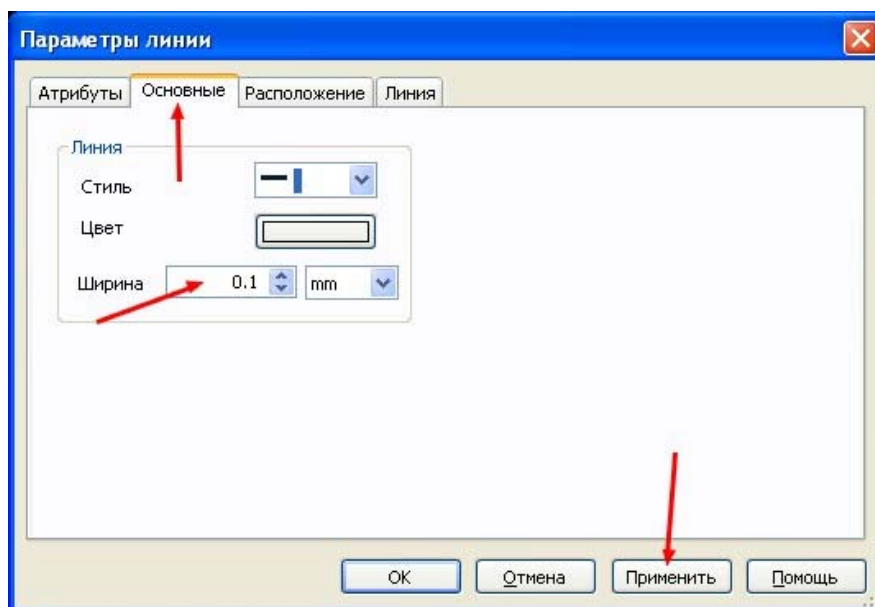 Параметры линии
Атрибуты Основные Расположение Линия
Линия
Стиль
Цвет
Ширина 0.1 mm
OK Отмена Применить Помощь